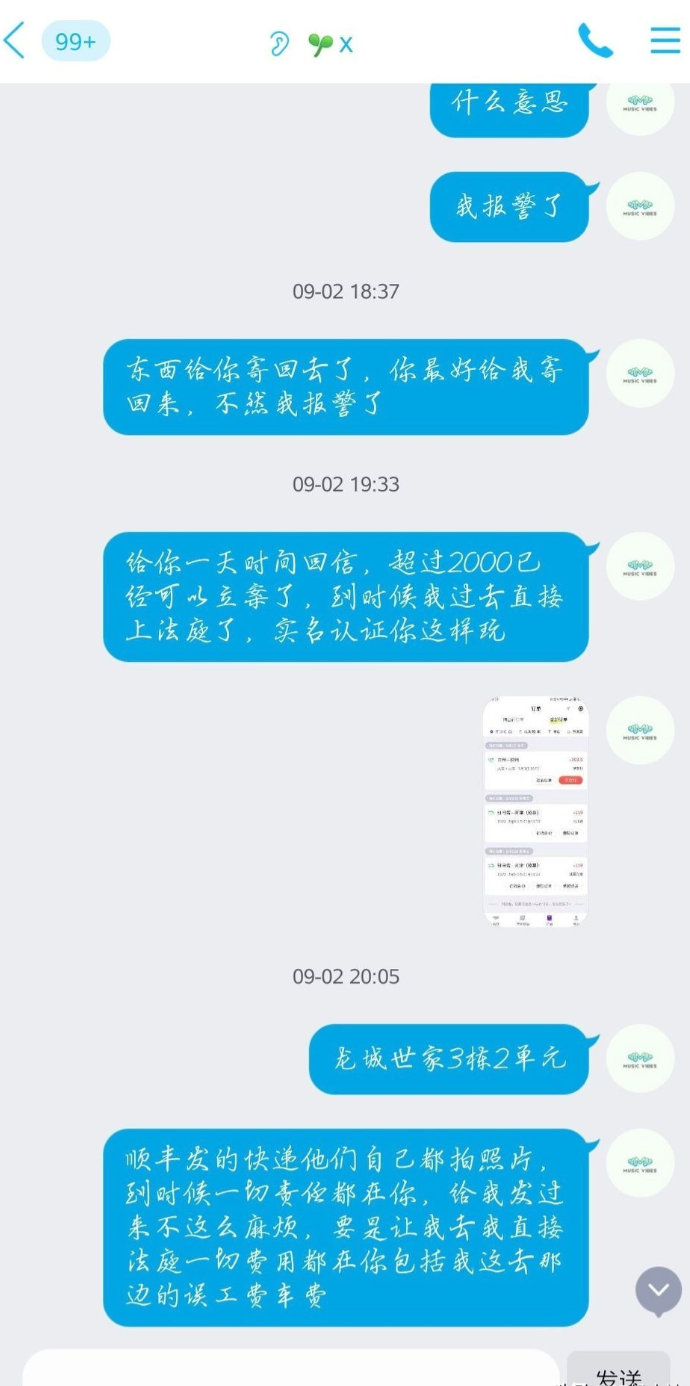 99+
x
什么意思
MUSIC VIBES
我报警了
MUSIC VIBES
09-02 18:37
东西给你寄回去了，你最好给我寄
回来，不然我报警了
MUSIC VIBES
09-02 19:33
给你一天时间回信，超过2000已
经可以立案了，到时候我过去直接
上法庭了，实名认证你这样玩
MUSIC VIBES
订单
MUSIC VIBES
09-02 20:05
龙城世家3栋2单元
MUSIC VIBES
顺丰发的快递他们自己都拍照片，
到时候一切责任都在你，给我发过
来不这么麻烦，要是让我去我直接
法庭一切费用都在你包括我这去那
边的误工费车费
MUSIC VIBES
发送